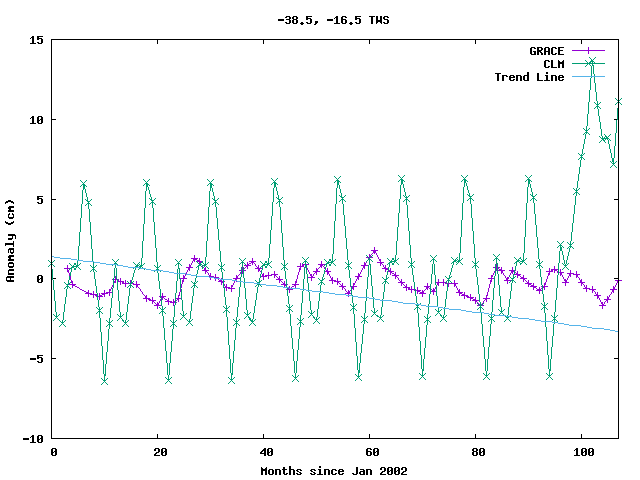 -38.5, -16.5 TWS
GRACE
CLM
Trend Line
15
10
5
0
-5
-10
Anomaly (cm)
0 20 40 60 80 100
Months since Jan 2002